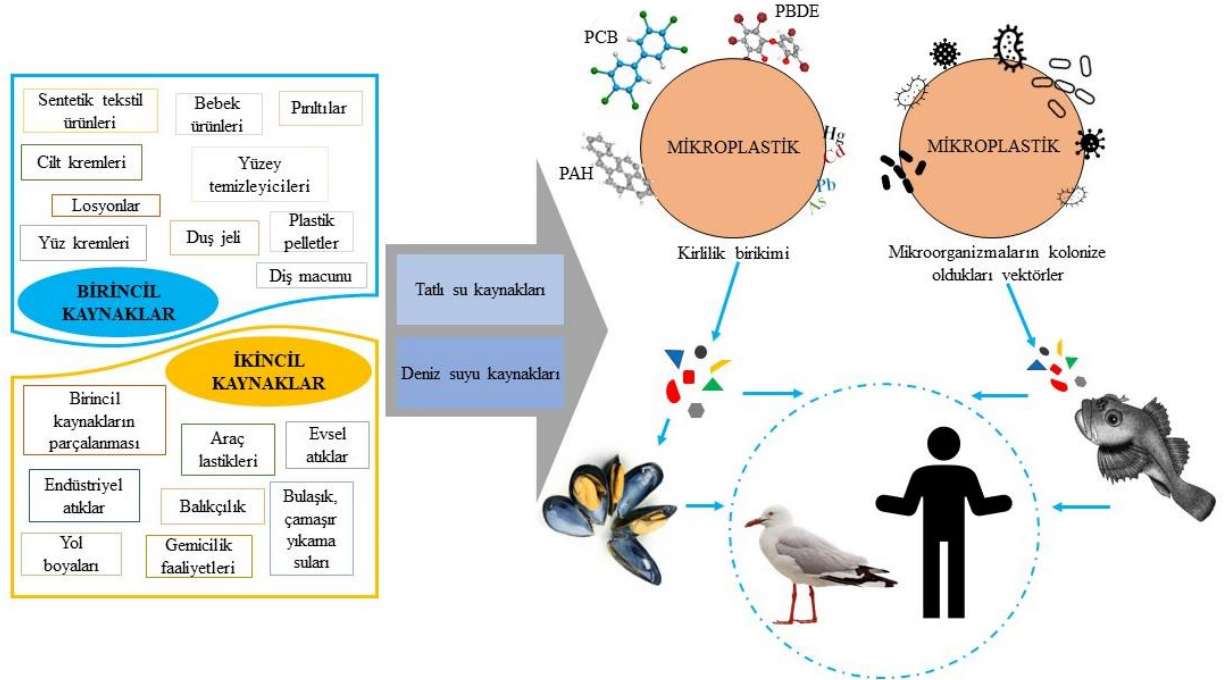 Sentetik tekstil
ürünleri
Bebek
ürünleri
Pırıltılar
Cilt kremleri
Yüzey
temizleyicileri
Losyonlar
Yüz kremleri
Duş jeli
Plastik
pelletler
Diş macunu
BİRİNCİL
KAYNAKLAR
İKİNCİL
KAYNAKLAR
Birincil
kaynakların
parçalanması
Araç
lastikleri
Evsel
atıklar
Endüstriyel
atıklar
Balıkçılık
Bulaşık,
çamaşır
yıkama
suları
Yol
boyaları
Gemicilik
faaliyetleri
Tatlı su kaynakları
Deniz suyu kaynakları
PCB
PBDE
PAH
MİKROPLASTİK
Hg
Cd
Pb
As
Kirlilik birikimi
MİKROPLASTİK
Mikroorganizmaların kolonize
oldukları vektörler